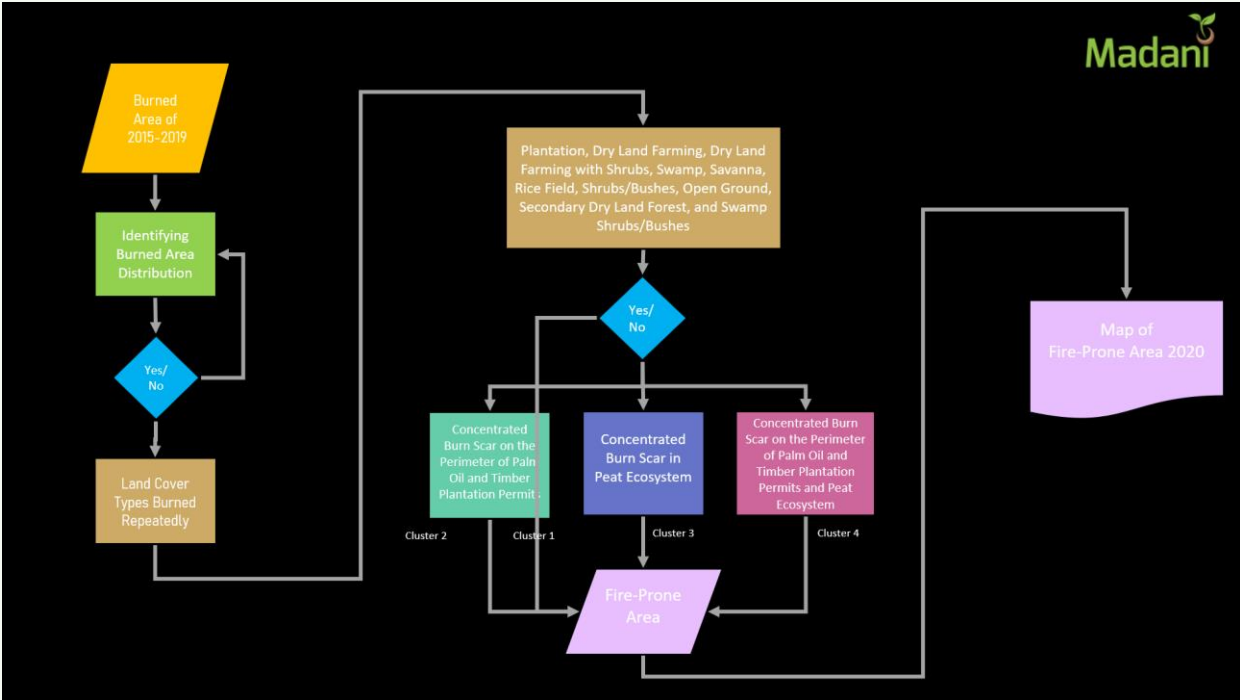 Madani
Burned
Area of
2015-2019
Identifying
Burned Area
Distribution
Yes/
No
Land Cover
Types Burned
Repeatedly
Plantation, Dry Land Farming, Dry Land
Farming with Shrubs, Swamp, Savanna,
Rice Field, Shrubs/Bushes, Open Ground,
Secondary Dry Land Forest, and Swamp
Shrubs/Bushes
Yes/
No
Concentrated
Burn Scar on the
Perimeter of Palm
Oil and Timber
Plantation Permits
Concentrated
Burn Scar in
Peat Ecosystem
Concentrated Burn
Scar on the Perimeter
of Palm Oil and
Timber Plantation
Permits and Peat
Ecosystem
Cluster 2
Cluster 1
Cluster 3
Cluster 4
Fire-Prone
Area
Map of
Fire-Prone Area 2020